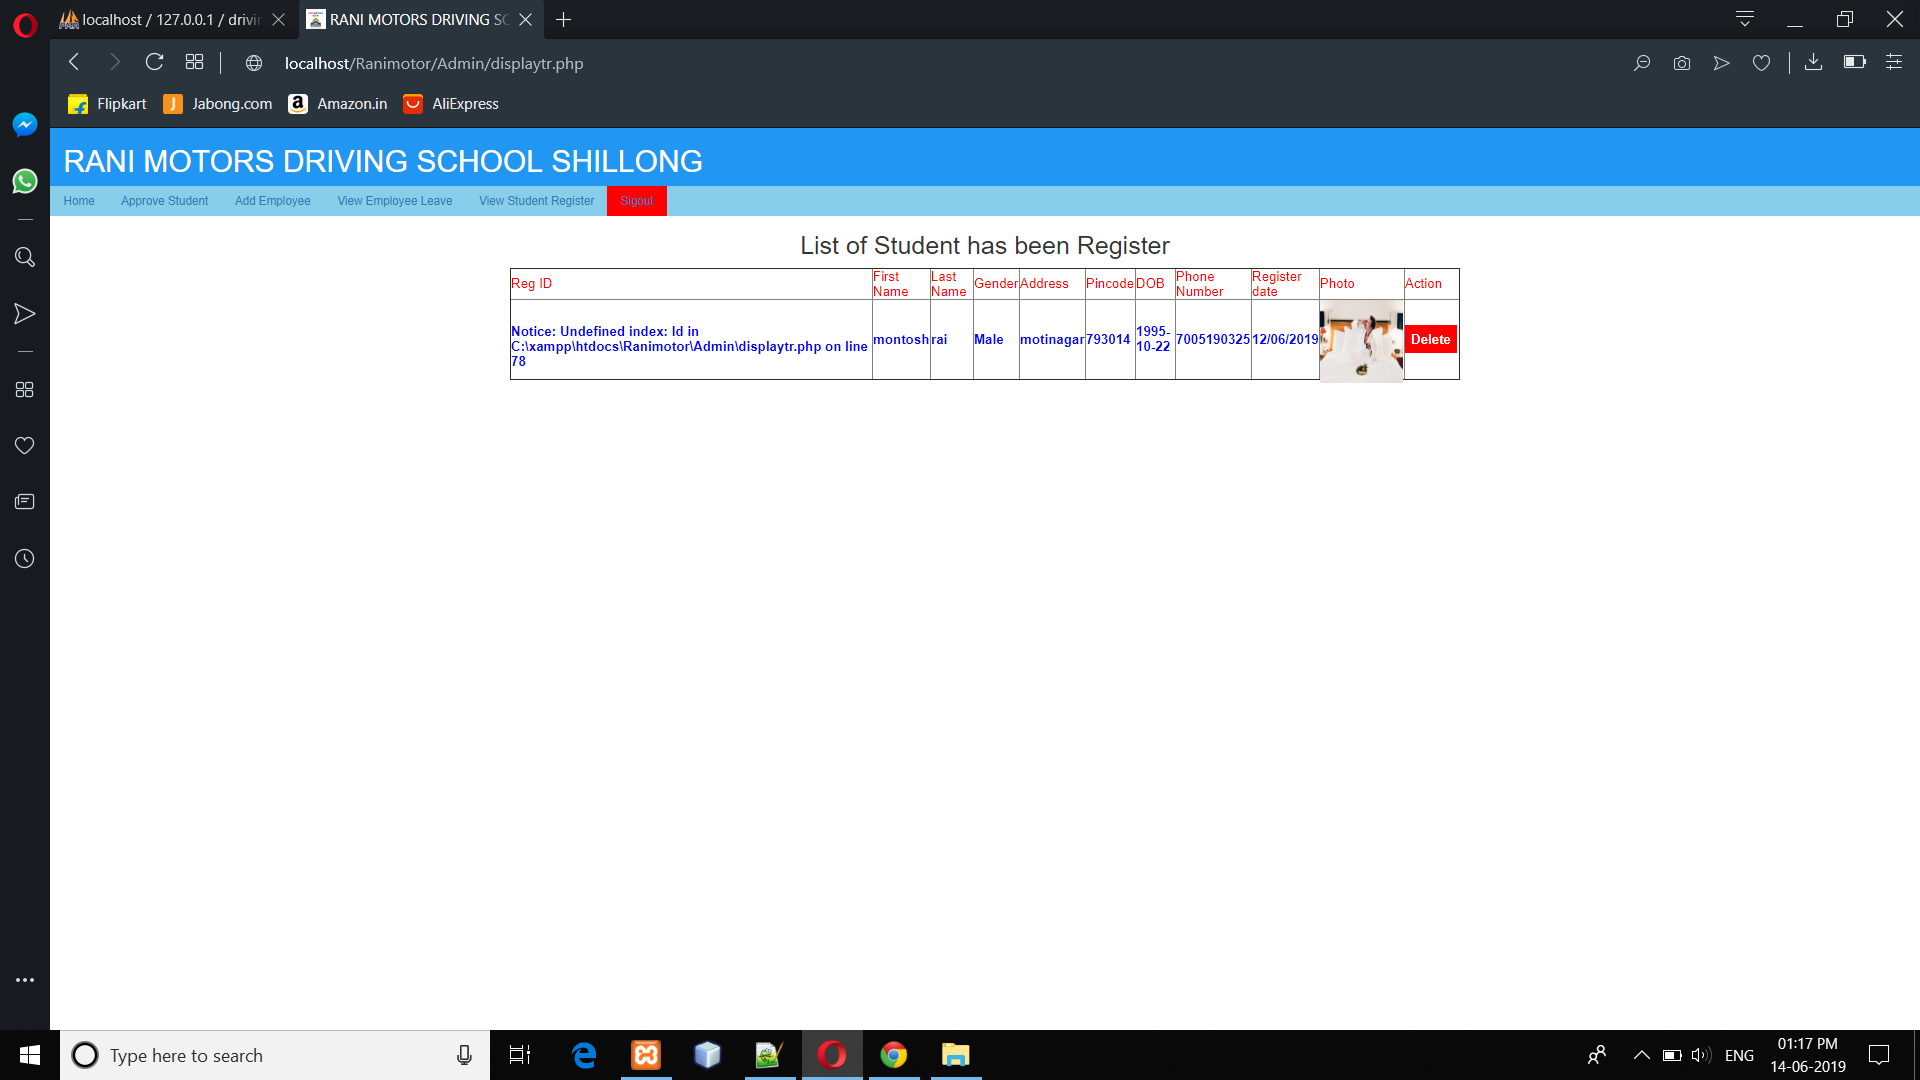 localhost / 127.0.0.1 / drivin
RANI MOTORS DRIVING SC
localhost/Ranimotor/Admin/displaytr.php
Flipkart
Jabong.com
Amazon.in
AliExpress
RANI MOTORS DRIVING SCHOOL SHILLONG
Home
Approve Student
Add Employee
View Employee Leave
View Student Register
Sigout
List of Student has been Register
Reg ID
First
Name
Last
Name
Gender
Address
Pincode
DOB
Phone
Number
Register
date
Photo
Action
Notice: Undefined index: Id in
C:\xampp\htdocs\Ranimotor\Admin\displaytr.php on line
78
montosh
rai
Male
motinagar
793014
1995-
10-22
7005190325
12/06/2019
Delete
Type here to search
ENG
01:17 PM
14-06-2019